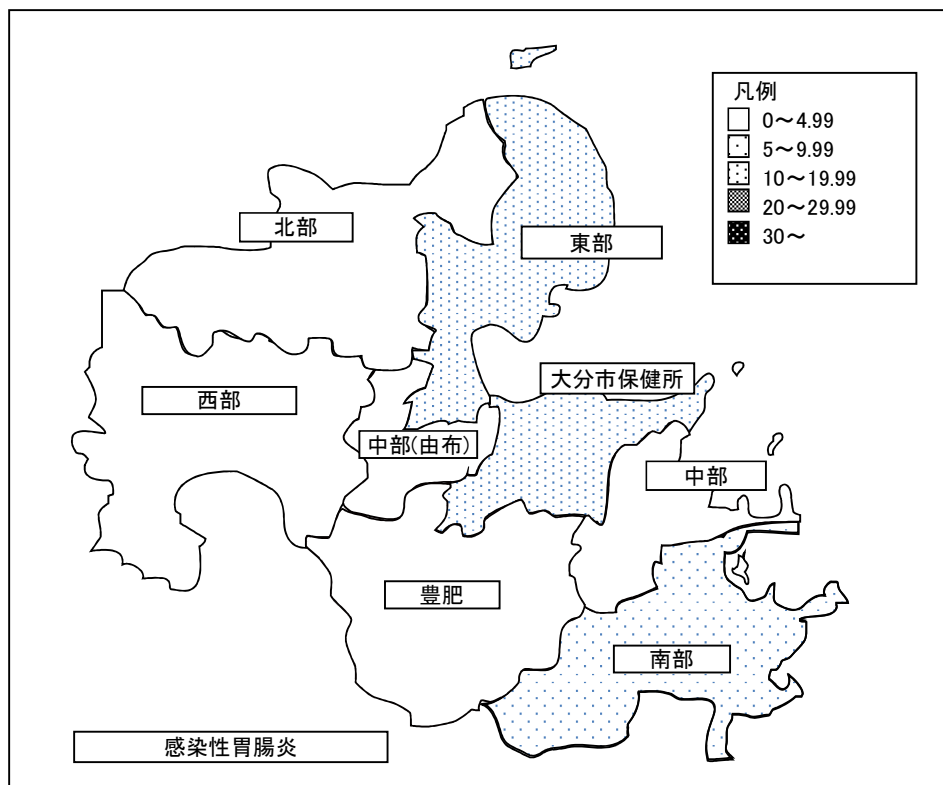 凡例
0～4.99
5～9.99
10～19.99
20～29.99
30～
北部
東部
大分市保健所
西部
中部(由布)
中部
豊肥
南部
感染性胃腸炎